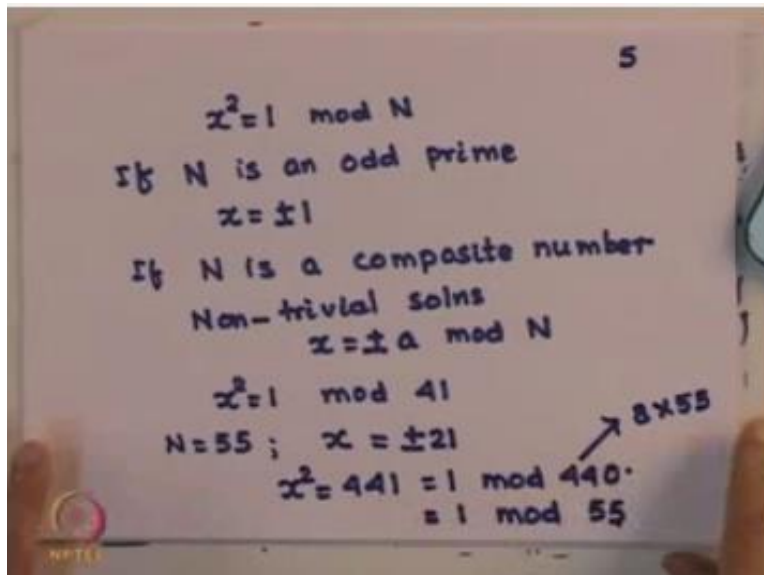 5
x²=1 mod N
If N is an odd prime
x = ±1
If N is a composite number
Non-trivial solns
x = ± a mod N
x²=1 mod 41
N=55 ; x = ±21
8×55
x² = 441 = 1 mod 440·
= 1 mod 55
NPTEL